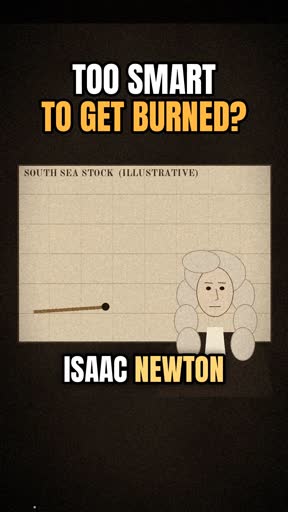 TOO SMART
TO GET BURNED?
SOUTH SEA STOCK (ILLUSTRATIVE)
ISAAC NEWTON